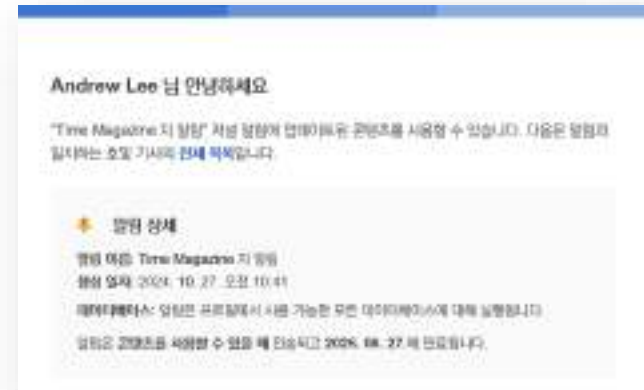 Andrew Lee 님 안녕하세요
"Time Magazine 지 알림" 저널 알림에 업데이트된 콘텐츠를 사용할 수 있습니다. 다음은 알림과
일치하는 호및 기사의 전체 목록입니다.
알림 상세
알림 이름: Time Magazine 지 알림
생성 일자: 2024. 10. 27. 오전 10:41
데이터베이스: 알림은 프로필에서 사용 가능한 모든 데이터베이스에 대해 실행됩니다.
알림은 콘텐츠를 사용할 수 있을 때 전송되고 2025. 08. 27 에 만료됩니다.